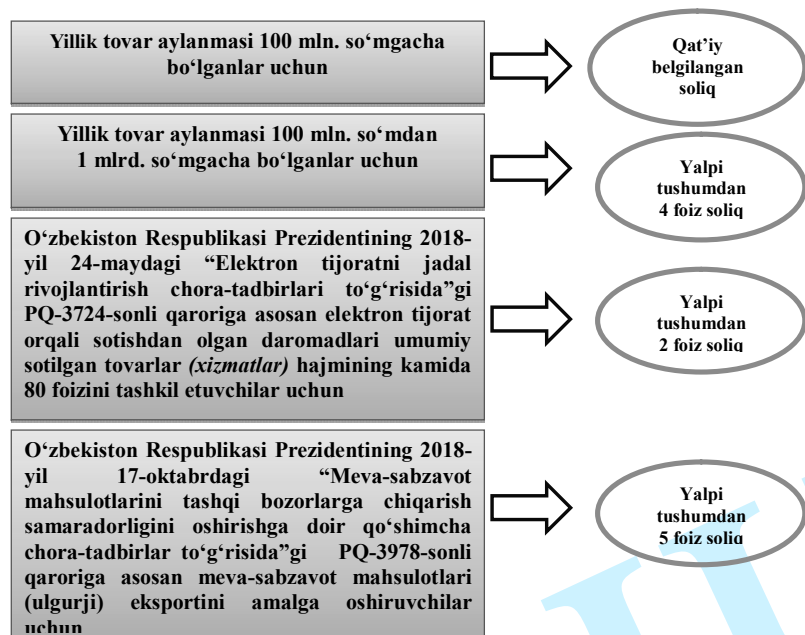 Yillik tovar aylanmasi 100 mln. so‘mgacha
bo‘lganlar uchun
Qat’iy
belgilangan
soliq
Yillik tovar aylanmasi 100 mln. so‘mdan
1 mlrd. so‘mgacha bo‘lganlar uchun
Yalpi
tushumdan
4 foiz soliq
O‘zbekiston Respublikasi Prezidentining 2018-
yil 24-maydagi “Elektron tijoratni jadal
rivojlantirish chora-tadbirlari to‘g‘risida”gi
PQ-3724-sonli qaroriga asosan elektron tijorat
orqali sotishdan olgan daromadlari umumiy
sotilgan tovarlar (xizmatlar) hajmining kamida
80 foizini tashkil etuvchilar uchun
Yalpi
tushumdan
2 foiz soliq
O‘zbekiston Respublikasi Prezidentining 2018-
yil 17-oktabrdagi “Meva-sabzavot
mahsulotlarini tashqi bozorlarga chiqarish
samaradorligini oshirishga doir qo‘shimcha
chora-tadbirlar to‘g‘risida”gi PQ-3978-sonli
qaroriga asosan meva-sabzavot mahsulotlari
(ulgurji) eksportini amalga oshiruvchilar
uchun
Yalpi
tushumdan
5 foiz soliq